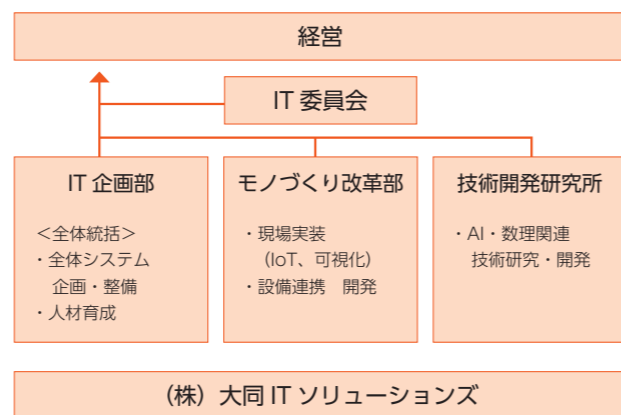 経営
IT 委員会
IT 企画部
＜全体統括＞
・全体システム
企画・整備
・人材育成
モノづくり改革部
・現場実装
（IoT、可視化）
・設備連携　開発
技術開発研究所
・AI・数理関連
技術研究・開発
（株）大同 IT ソリューションズ